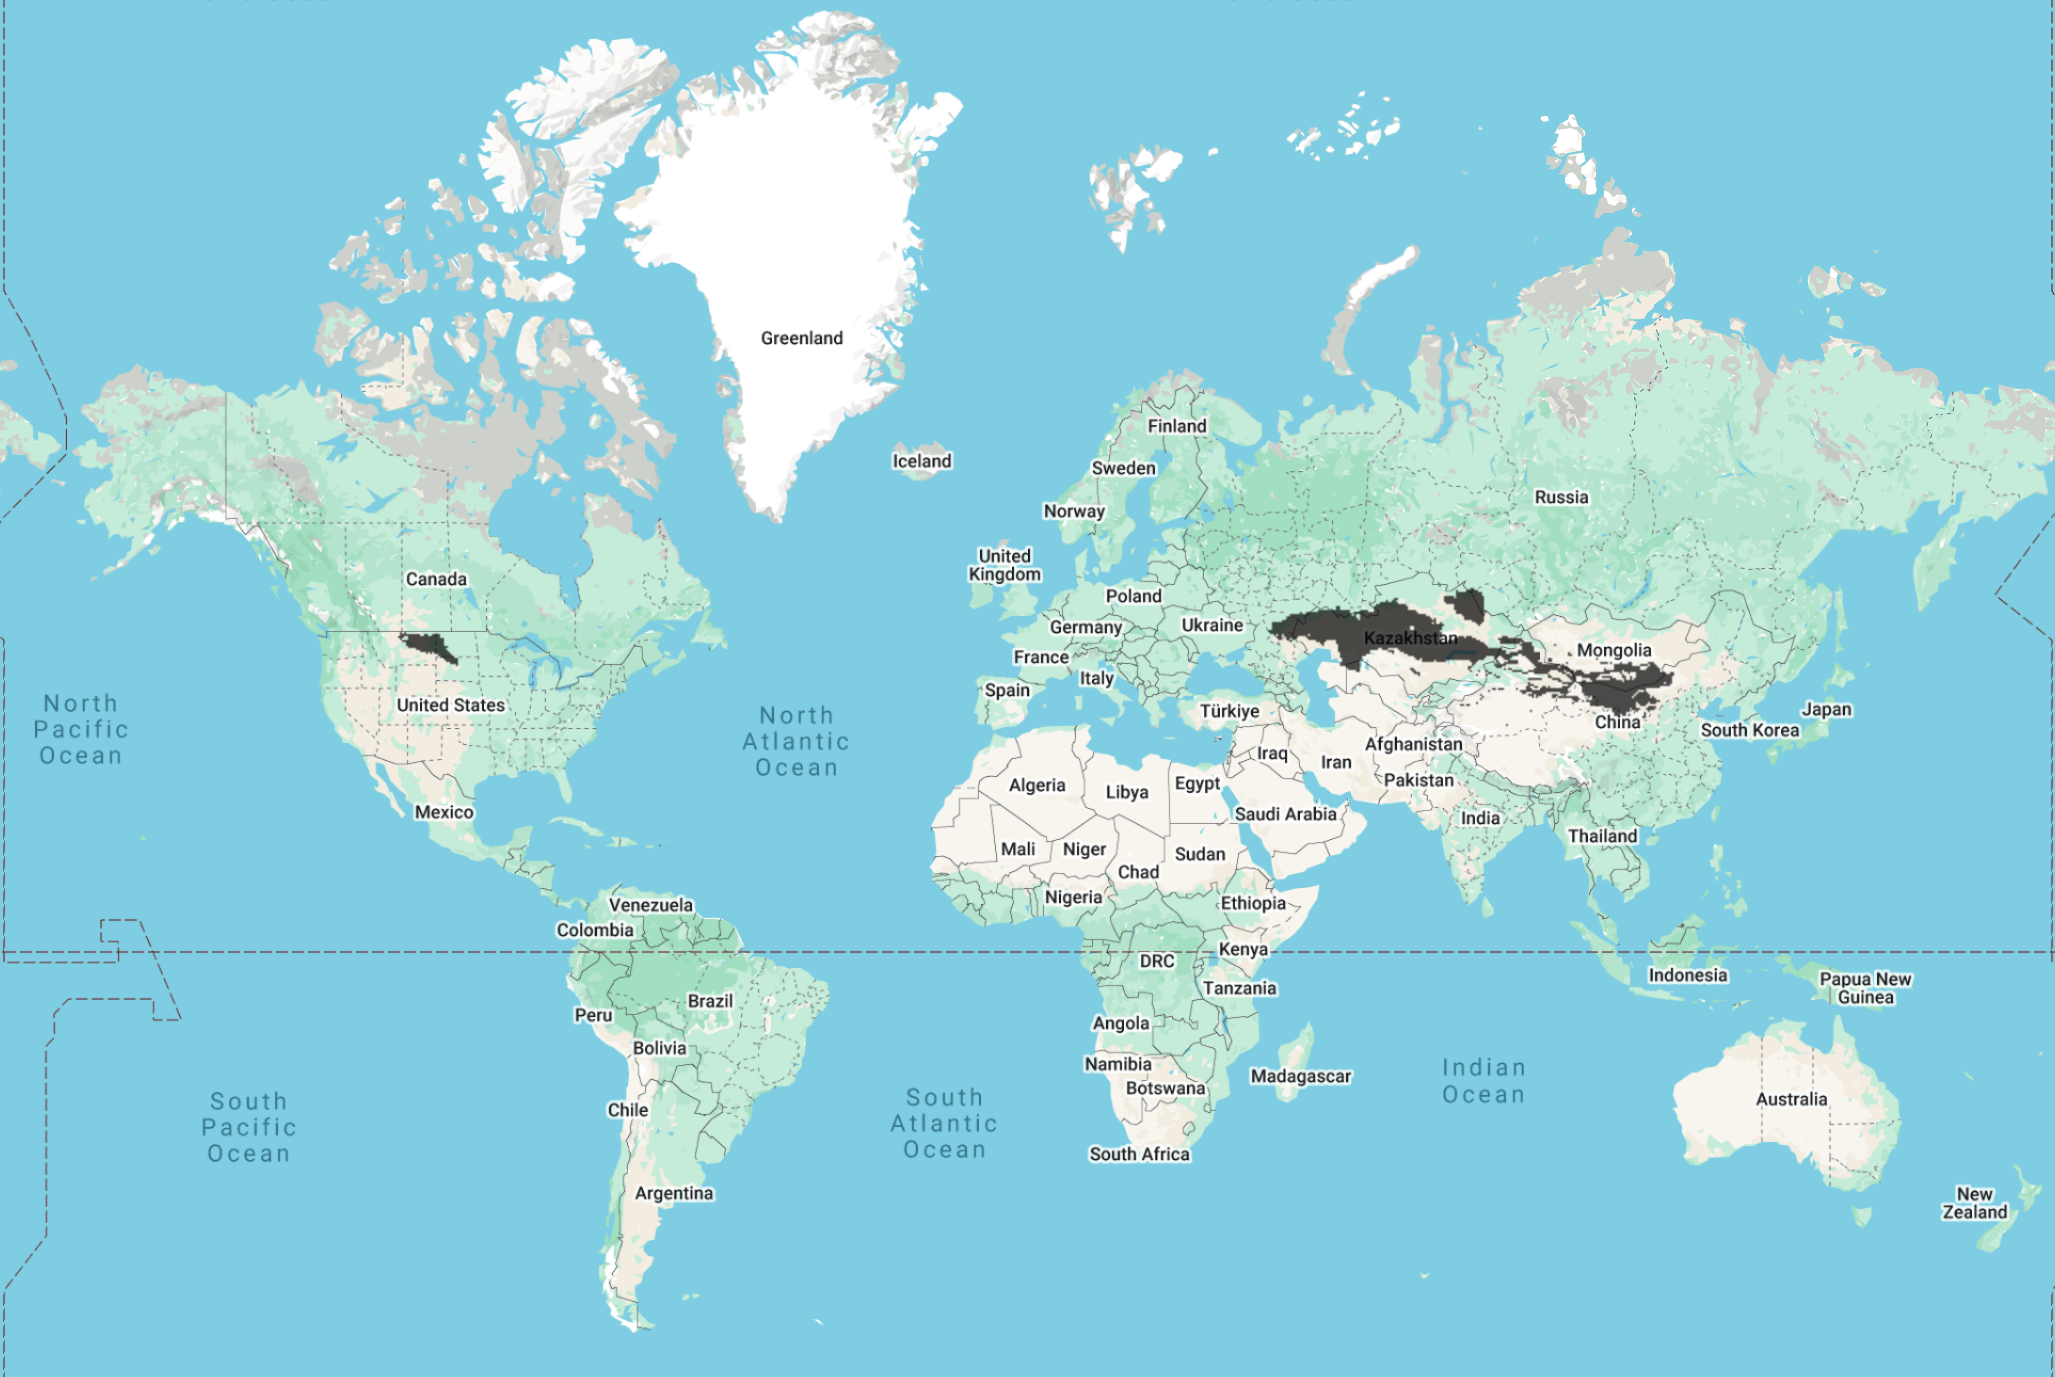 Greenland
Iceland
Finland
Sweden
Norway
Russia
United
Kingdom
Canada
Poland
Germany
Ukraine
Kazakhstan
Mongolia
France
Italy
Spain
United States
Türkiye
China
Japan
South Korea
North
Pacific
Ocean
North
Atlantic
Ocean
Mexico
Algeria
Libya
Egypt
Iraq
Iran
Afghanistan
Pakistan
Saudi Arabia
India
Thailand
Mali
Niger
Chad
Sudan
Nigeria
Ethiopia
Venezuela
Colombia
Kenya
DRC
Tanzania
Indonesia
Papua New
Guinea
Brazil
Peru
Angola
Bolivia
Namibia
Botswana
Madagascar
Indian
Ocean
Australia
Chile
South
Pacific
Ocean
South
Atlantic
Ocean
South Africa
Argentina
New
Zealand